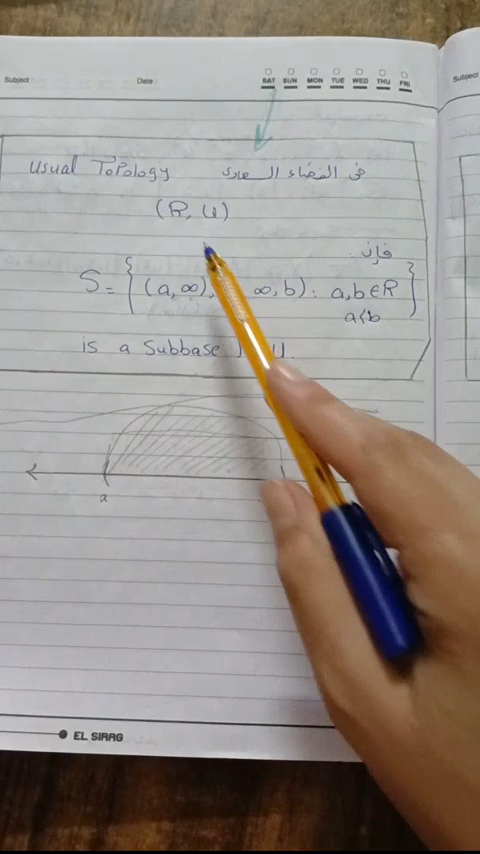 Subject
Date :
SAT SUN MON TUE WED THU FRI
Subject
Usual Topology في الفضاء العادي
(R, U)
فإن :
S = { (a, ∞), ∞, b) : a, b ∈ R }
a < b
is a Subbase U.
a
EL SIRAG